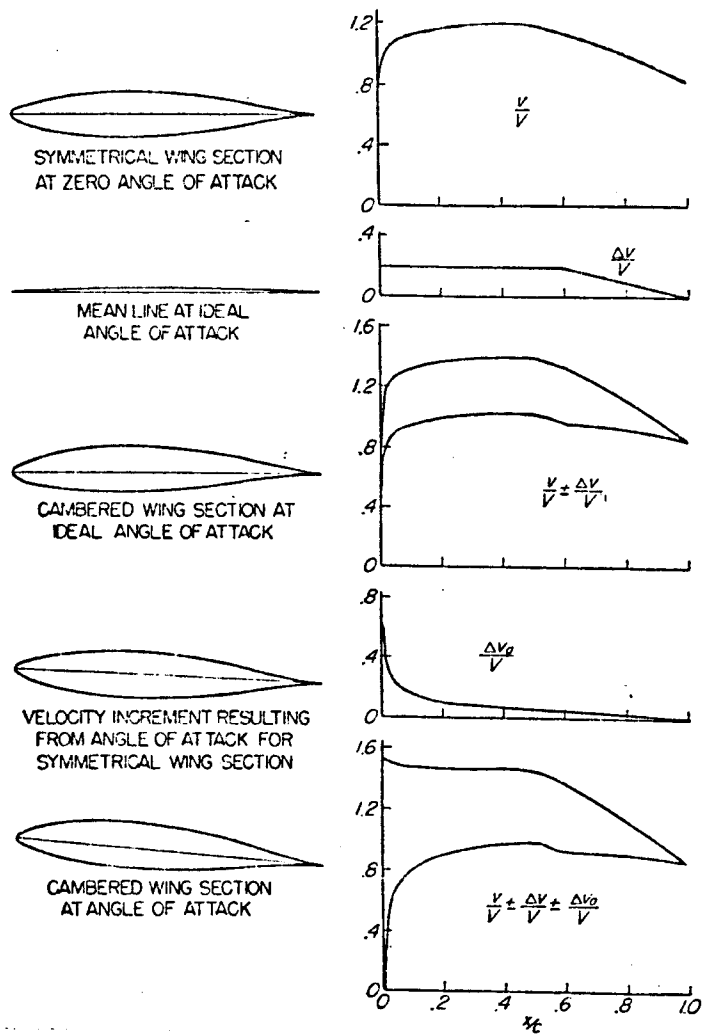 1.2
.8
.4
0
v/V
SYMMETRICAL WING SECTION
AT ZERO ANGLE OF ATTACK
.4
0
Δv/V
MEAN LINE AT IDEAL
ANGLE OF ATTACK
1.6
1.2
.8
.4
0
v/V ± Δv/V
CAMBERED WING SECTION AT
IDEAL ANGLE OF ATTACK
.8
.4
0
Δva/V
VELOCITY INCREMENT RESULTING
FROM ANGLE OF ATTACK FOR
SYMMETRICAL WING SECTION
1.6
1.2
.8
.4
0
v/V ± Δv/V ± Δva/V
CAMBERED WING SECTION
AT ANGLE OF ATTACK
0 .2 .4 .6 .8 1.0
x/c